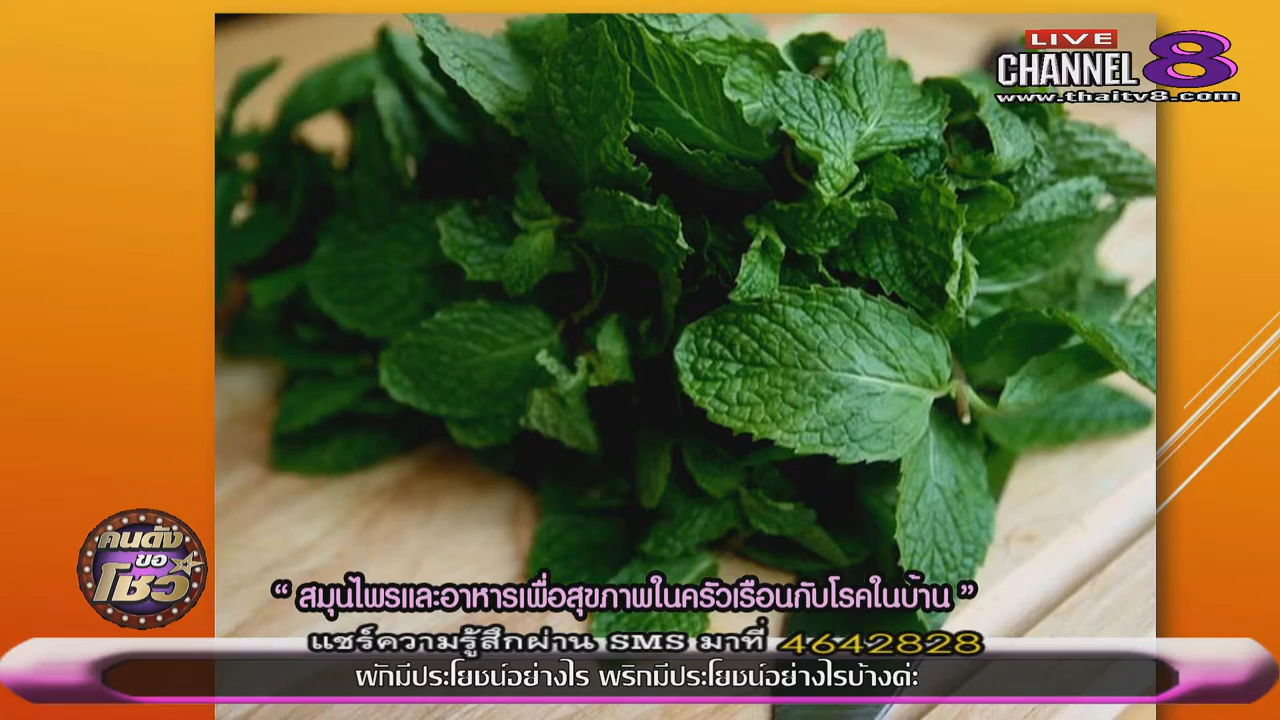 LIVE
CHANNEL 8
www.thaitv8.com
คนดัง
ขอ
โชว์
“ สมุนไพรและอาหารเพื่อสุขภาพในครัวเรือนกับโรคในบ้าน ”
แชร์ความรู้สึกผ่าน SMS มาที่ 4642828
ผักมีประโยชน์อย่างไร พริกมีประโยชน์อย่างไรบ้างค่ะ